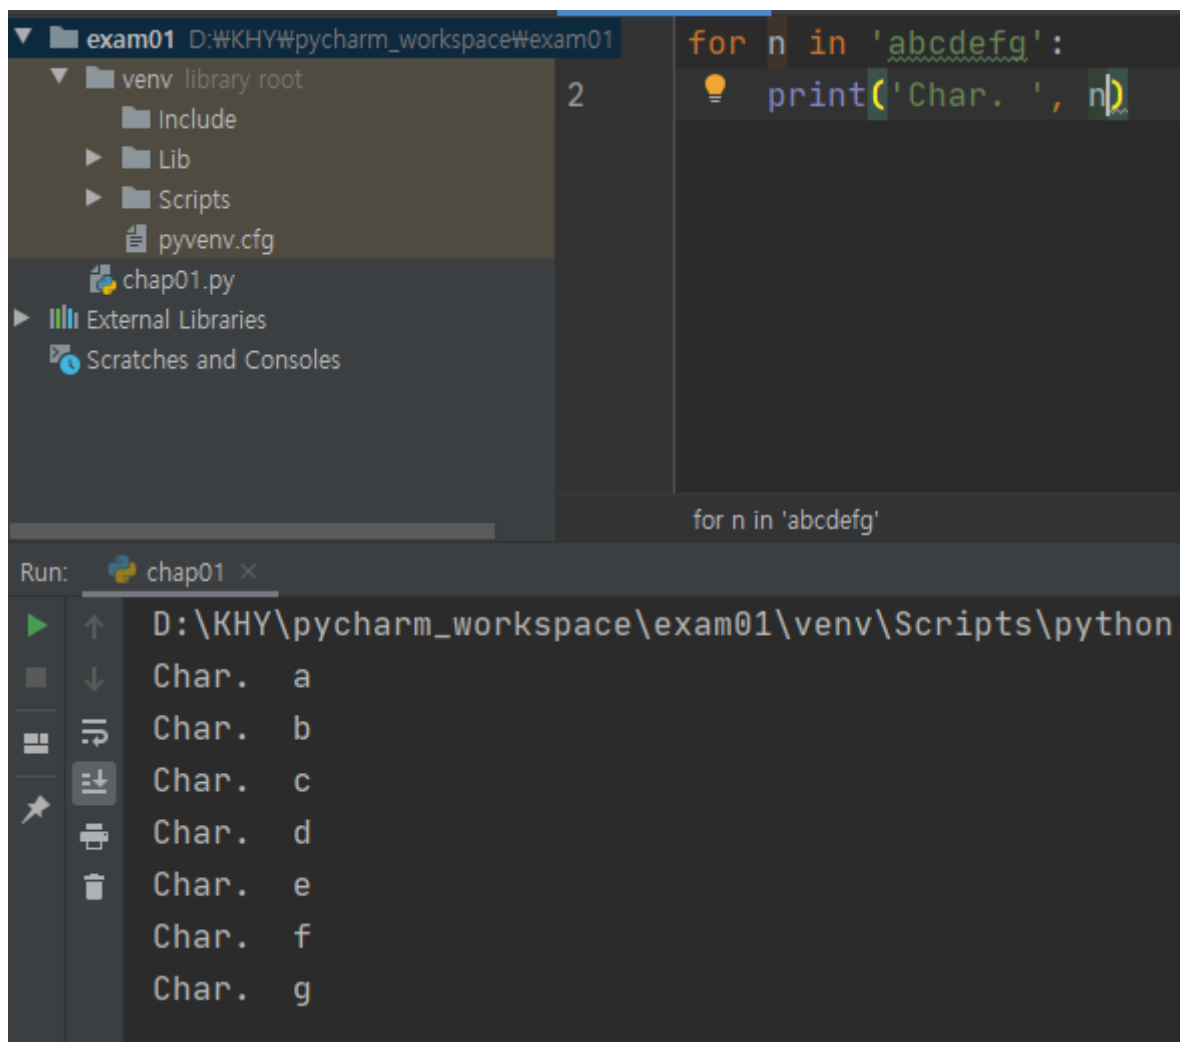 exam01 D:₩KHY₩pycharm_workspace₩exam01
venv library root
Include
Lib
Scripts
pyvenv.cfg
chap01.py
External Libraries
Scratches and Consoles
for n in 'abcdefg':
2
print('Char. ', n)
for n in 'abcdefg'
Run: chap01
D:\KHY\pycharm_workspace\exam01\venv\Scripts\python
Char.  a
Char.  b
Char.  c
Char.  d
Char.  e
Char.  f
Char.  g